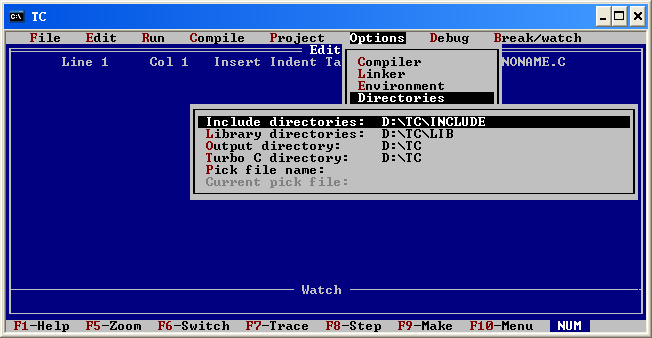 C:\ TC
File Edit Run Compile Project Options Debug Break/watch
Edit
Line 1 Col 1 Insert Indent Ta NONAME.C
Compiler
Linker
Environment
Directories
Include directories: D:\TC\INCLUDE
Library directories: D:\TC\LIB
Output directory: D:\TC
Turbo C directory: D:\TC
Pick file name:
Current pick file:
Watch
F1-Help F5-Zoom F6-Switch F7-Trace F8-Step F9-Make F10-Menu NUM